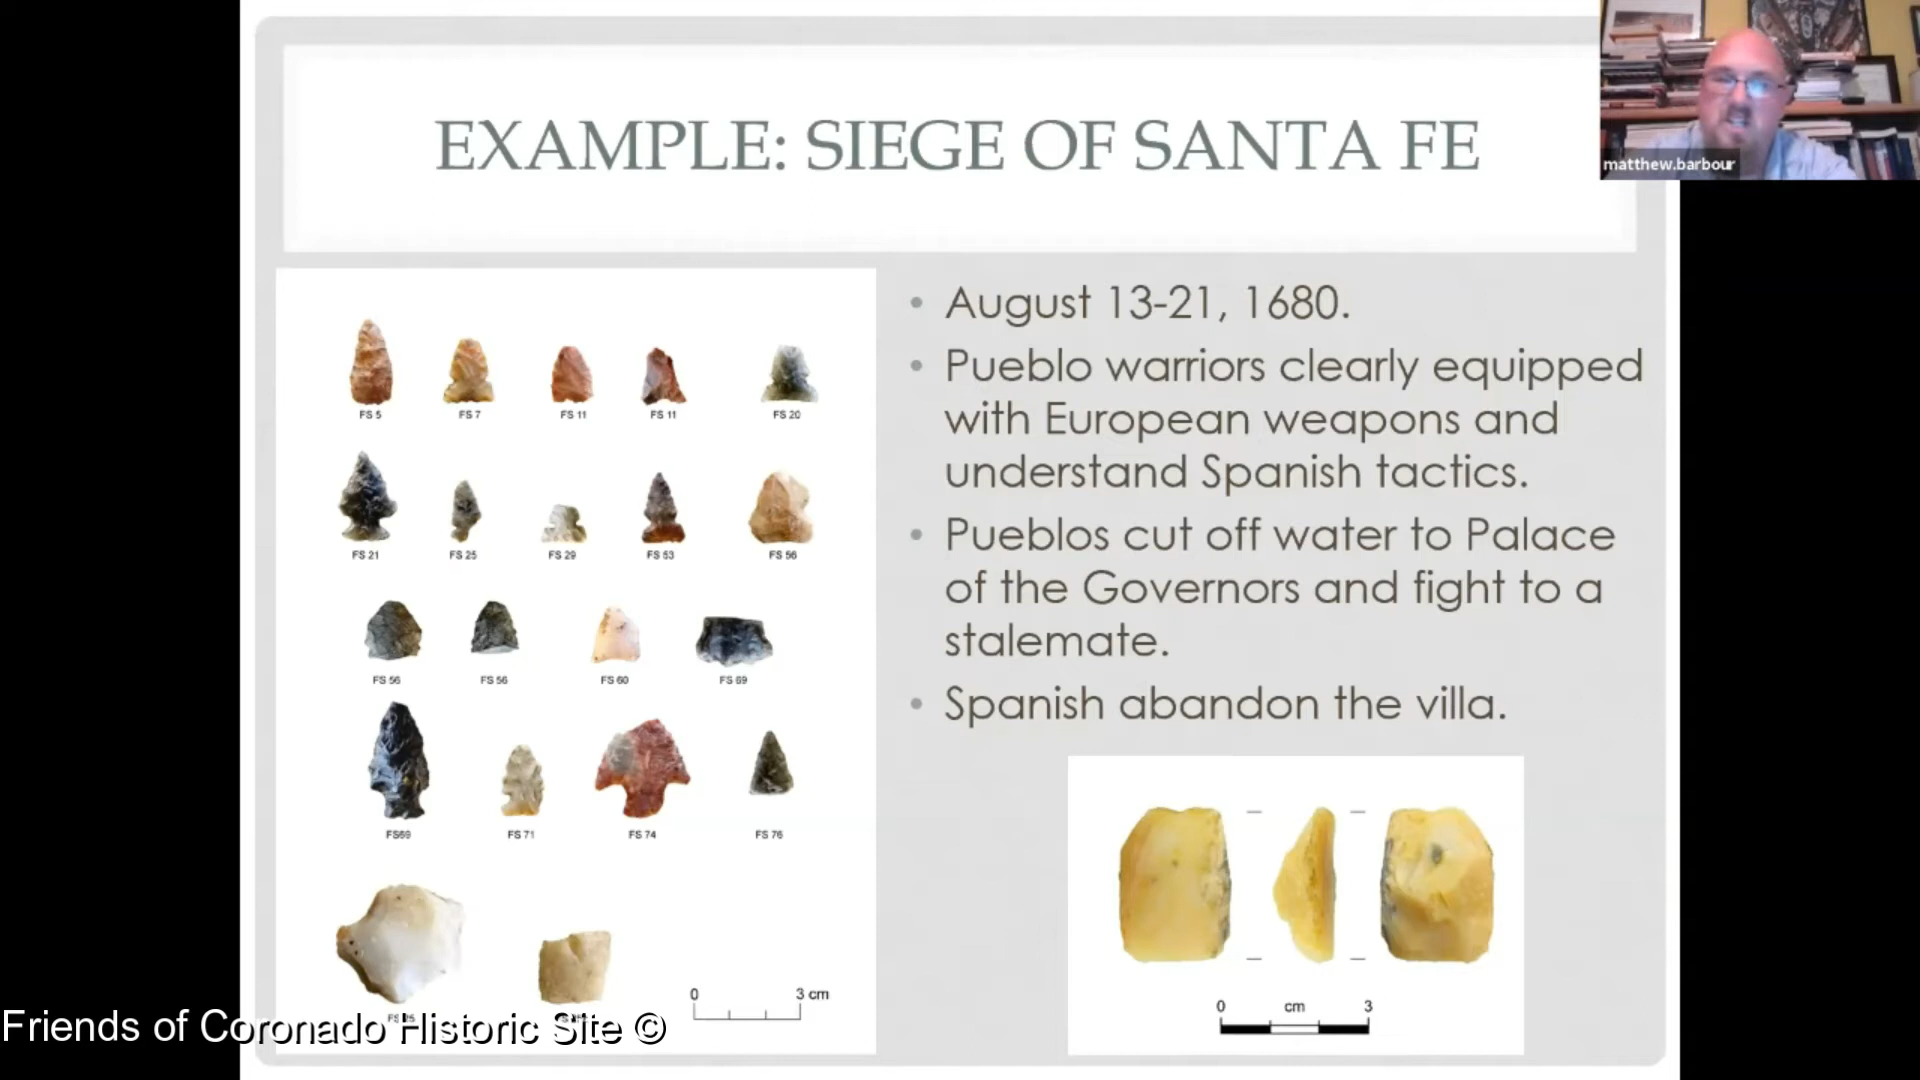 EXAMPLE: SIEGE OF SANTA FE
matthew.barbour
FS 5 FS 7 FS 11 FS 11 FS 20
FS 21 FS 25 FS 29 FS 53 FS 56
FS 56 FS 56 FS 60 FS 69
FS69 FS 71 FS 74 FS 76
0 3 cm
• August 13-21, 1680.
• Pueblo warriors clearly equipped
with European weapons and
understand Spanish tactics.
• Pueblos cut off water to Palace
of the Governors and fight to a
stalemate.
• Spanish abandon the villa.
0 cm 3
Friends of Coronado Historic Site ©